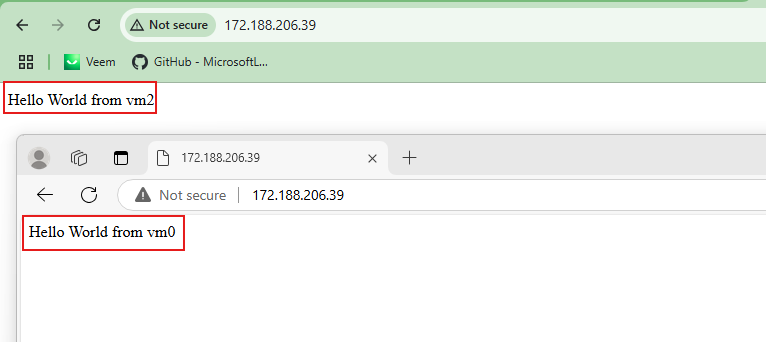 Not secure 172.188.206.39
Veem GitHub - MicrosoftL...
Hello World from vm2
172.188.206.39
Not secure 172.188.206.39
Hello World from vm0